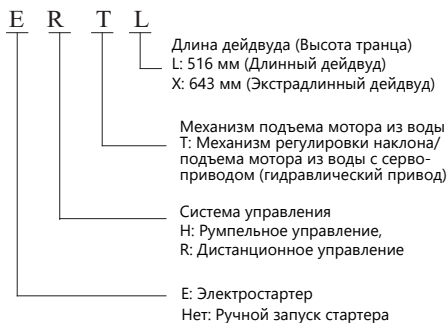 E R T L
Длина дейдвуда (Высота транца)
L: 516 мм (Длинный дейдвуд)
X: 643 мм (Экстрадлинный дейдвуд)
Механизм подъема мотора из воды
T: Механизм регулировки наклона/
подъема мотора из воды с серво-
приводом (гидравлический привод)
Система управления
H: Румпельное управление,
R: Дистанционное управление
E: Электростартер
Нет: Ручной запуск стартера